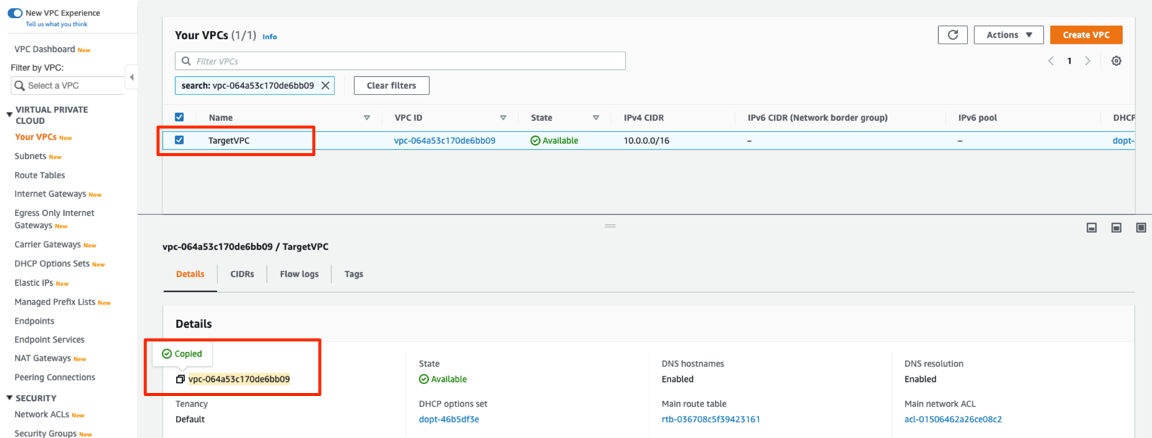 New VPC Experience
Tell us what you think
VPC Dashboard New
Filter by VPC:
Select a VPC
VIRTUAL PRIVATE
CLOUD
Your VPCs New
Subnets New
Route Tables
Internet Gateways New
Egress Only Internet
Gateways New
Carrier Gateways New
DHCP Options Sets New
Elastic IPs New
Managed Prefix Lists New
Endpoints
Endpoint Services
NAT Gateways New
Peering Connections
SECURITY
Network ACLs New
Security Groups New
Your VPCs (1/1) Info
Actions
Create VPC
Filter VPCs
1
search: vpc-064a53c170de6bb09
Clear filters
Name VPC ID State IPv4 CIDR IPv6 CIDR (Network border group) IPv6 pool DHCP
TargetVPC vpc-064a53c170de6bb09 Available 10.0.0.0/16 – – dopt-
vpc-064a53c170de6bb09 / TargetVPC
Details CIDRs Flow logs Tags
Details
Copied
vpc-064a53c170de6bb09
State
Available
DNS hostnames
Enabled
DNS resolution
Enabled
Tenancy
Default
DHCP options set
dopt-46b5df3e
Main route table
rtb-036708c5f39423161
Main network ACL
acl-01506462a26ce08c2